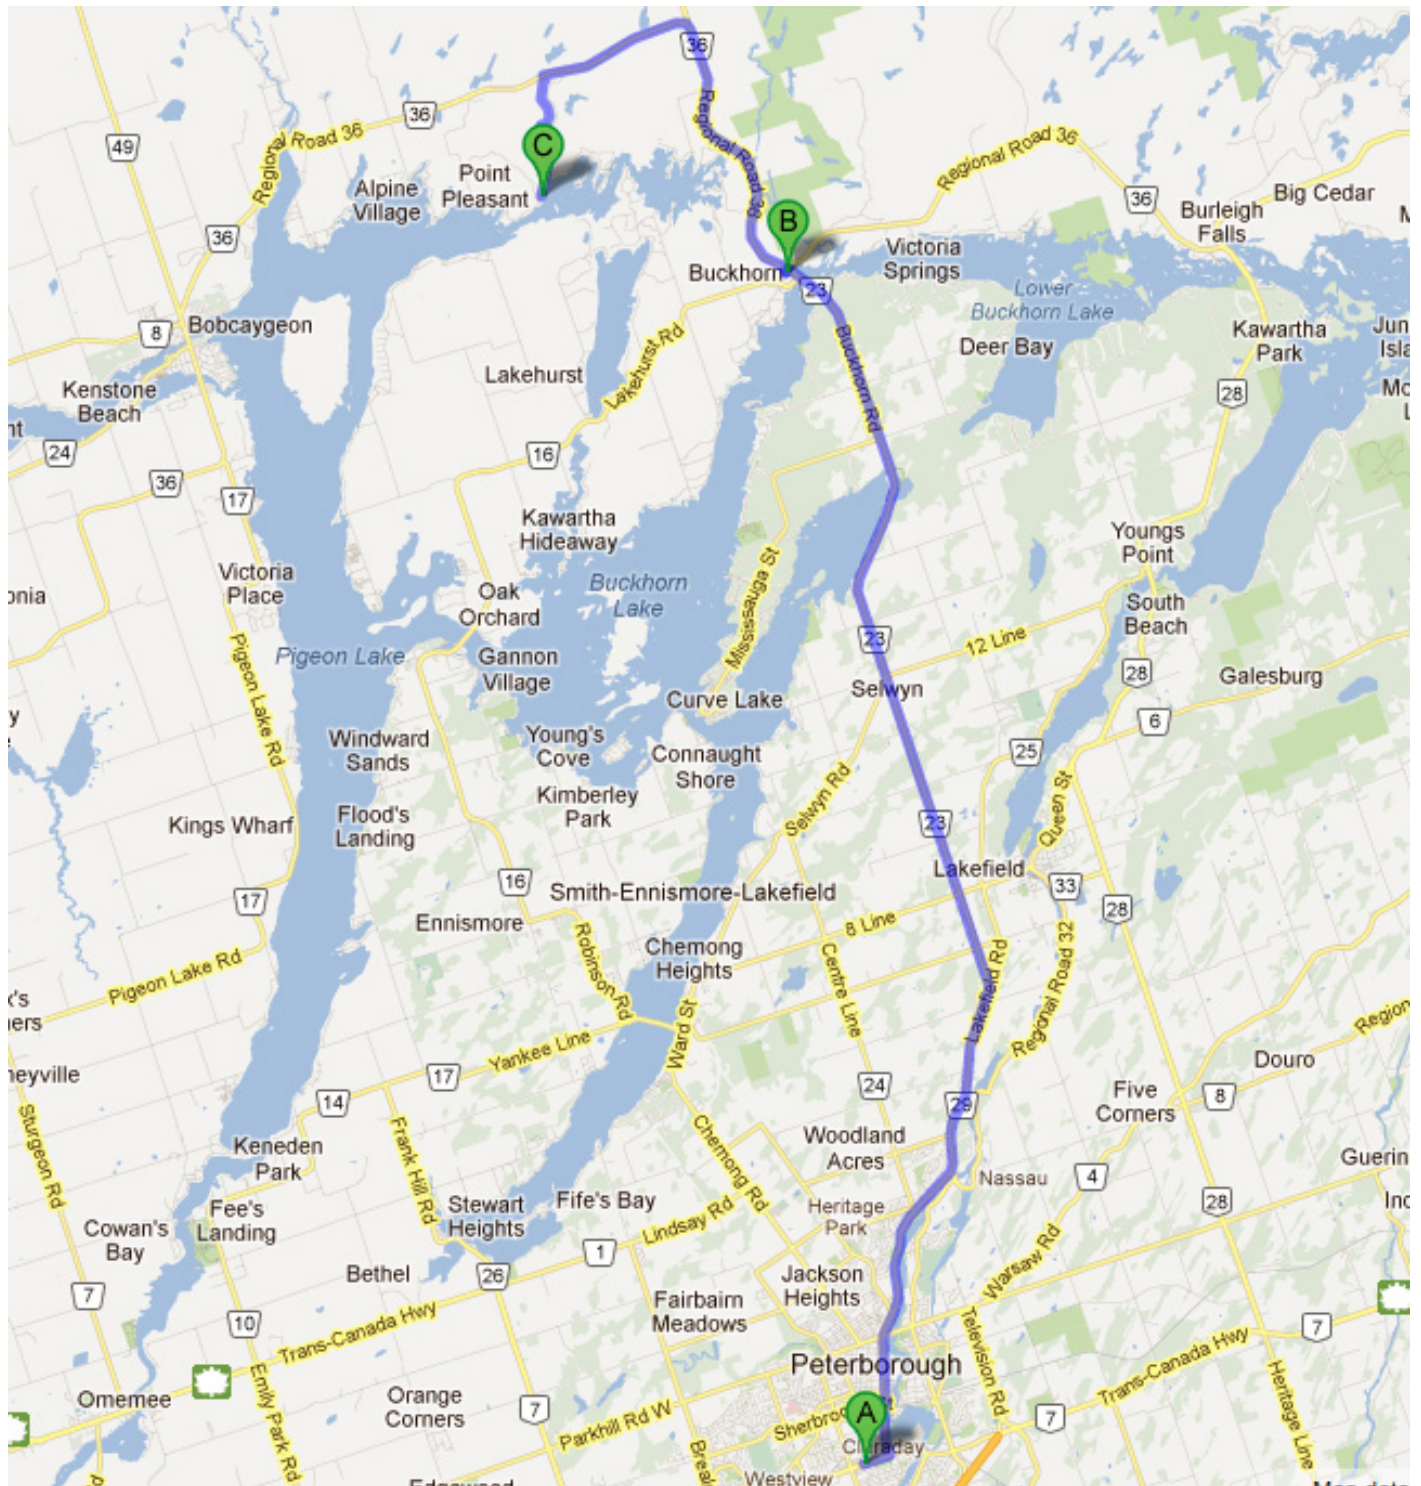 36
36
Regional Road 36
49
Regional Road 36
Regional Road 36
C
Point
Pleasant
Alpine
Village
36
Big Cedar
Burleigh
Falls
36
B
Buckhorn
23
Victoria
Springs
Lower
Buckhorn Lake
Bobcaygeon
8
Kawartha
Park
Deer Bay
Buckhorn Rd
Lakehurst
Lakehurst Rd
Kenstone
Beach
28
24
16
36
17
Kawartha
Hideaway
Youngs
Point
Victoria
Place
Oak
Orchard
Buckhorn
Lake
Mississauga St
South
Beach
23
12 Line
Pigeon Lake
Gannon
Village
28
Galesburg
Pigeon Lake Rd
Selwyn
Curve Lake
6
Windward
Sands
Young's
Cove
Connaught
Shore
25
Kimberley
Park
Selwyn Rd
Queen St
Flood's
Landing
Kings Wharf
23
Lakefield
16
Smith-Ennismore-Lakefield
33
17
28
Ennismore
8 Line
Robinson Rd
Chemong
Heights
Centre Line
Lakefield Rd
Regional Road 32
Pigeon Lake Rd
Ward St
Yankee Line
Region
Douro
17
24
Five
Corners
8
14
29
Sturgeon Rd
Frank Hill Rd
Chemong Rd
Woodland
Acres
Keneden
Park
Nassau
4
Guerin
Stewart
Heights
Fife's Bay
Heritage
Park
28
Fee's
Landing
Cowan's
Bay
Lindsay Rd
1
Warsaw Rd
Bethel
26
Jackson
Heights
7
Fairbairn
Meadows
10
Trans-Canada Hwy
Television Rd
7
Peterborough
Trans-Canada Hwy
Emily Park Rd
Heritage Line
Omemee
Orange
Corners
7
Parkhill Rd W
A
7
Westview